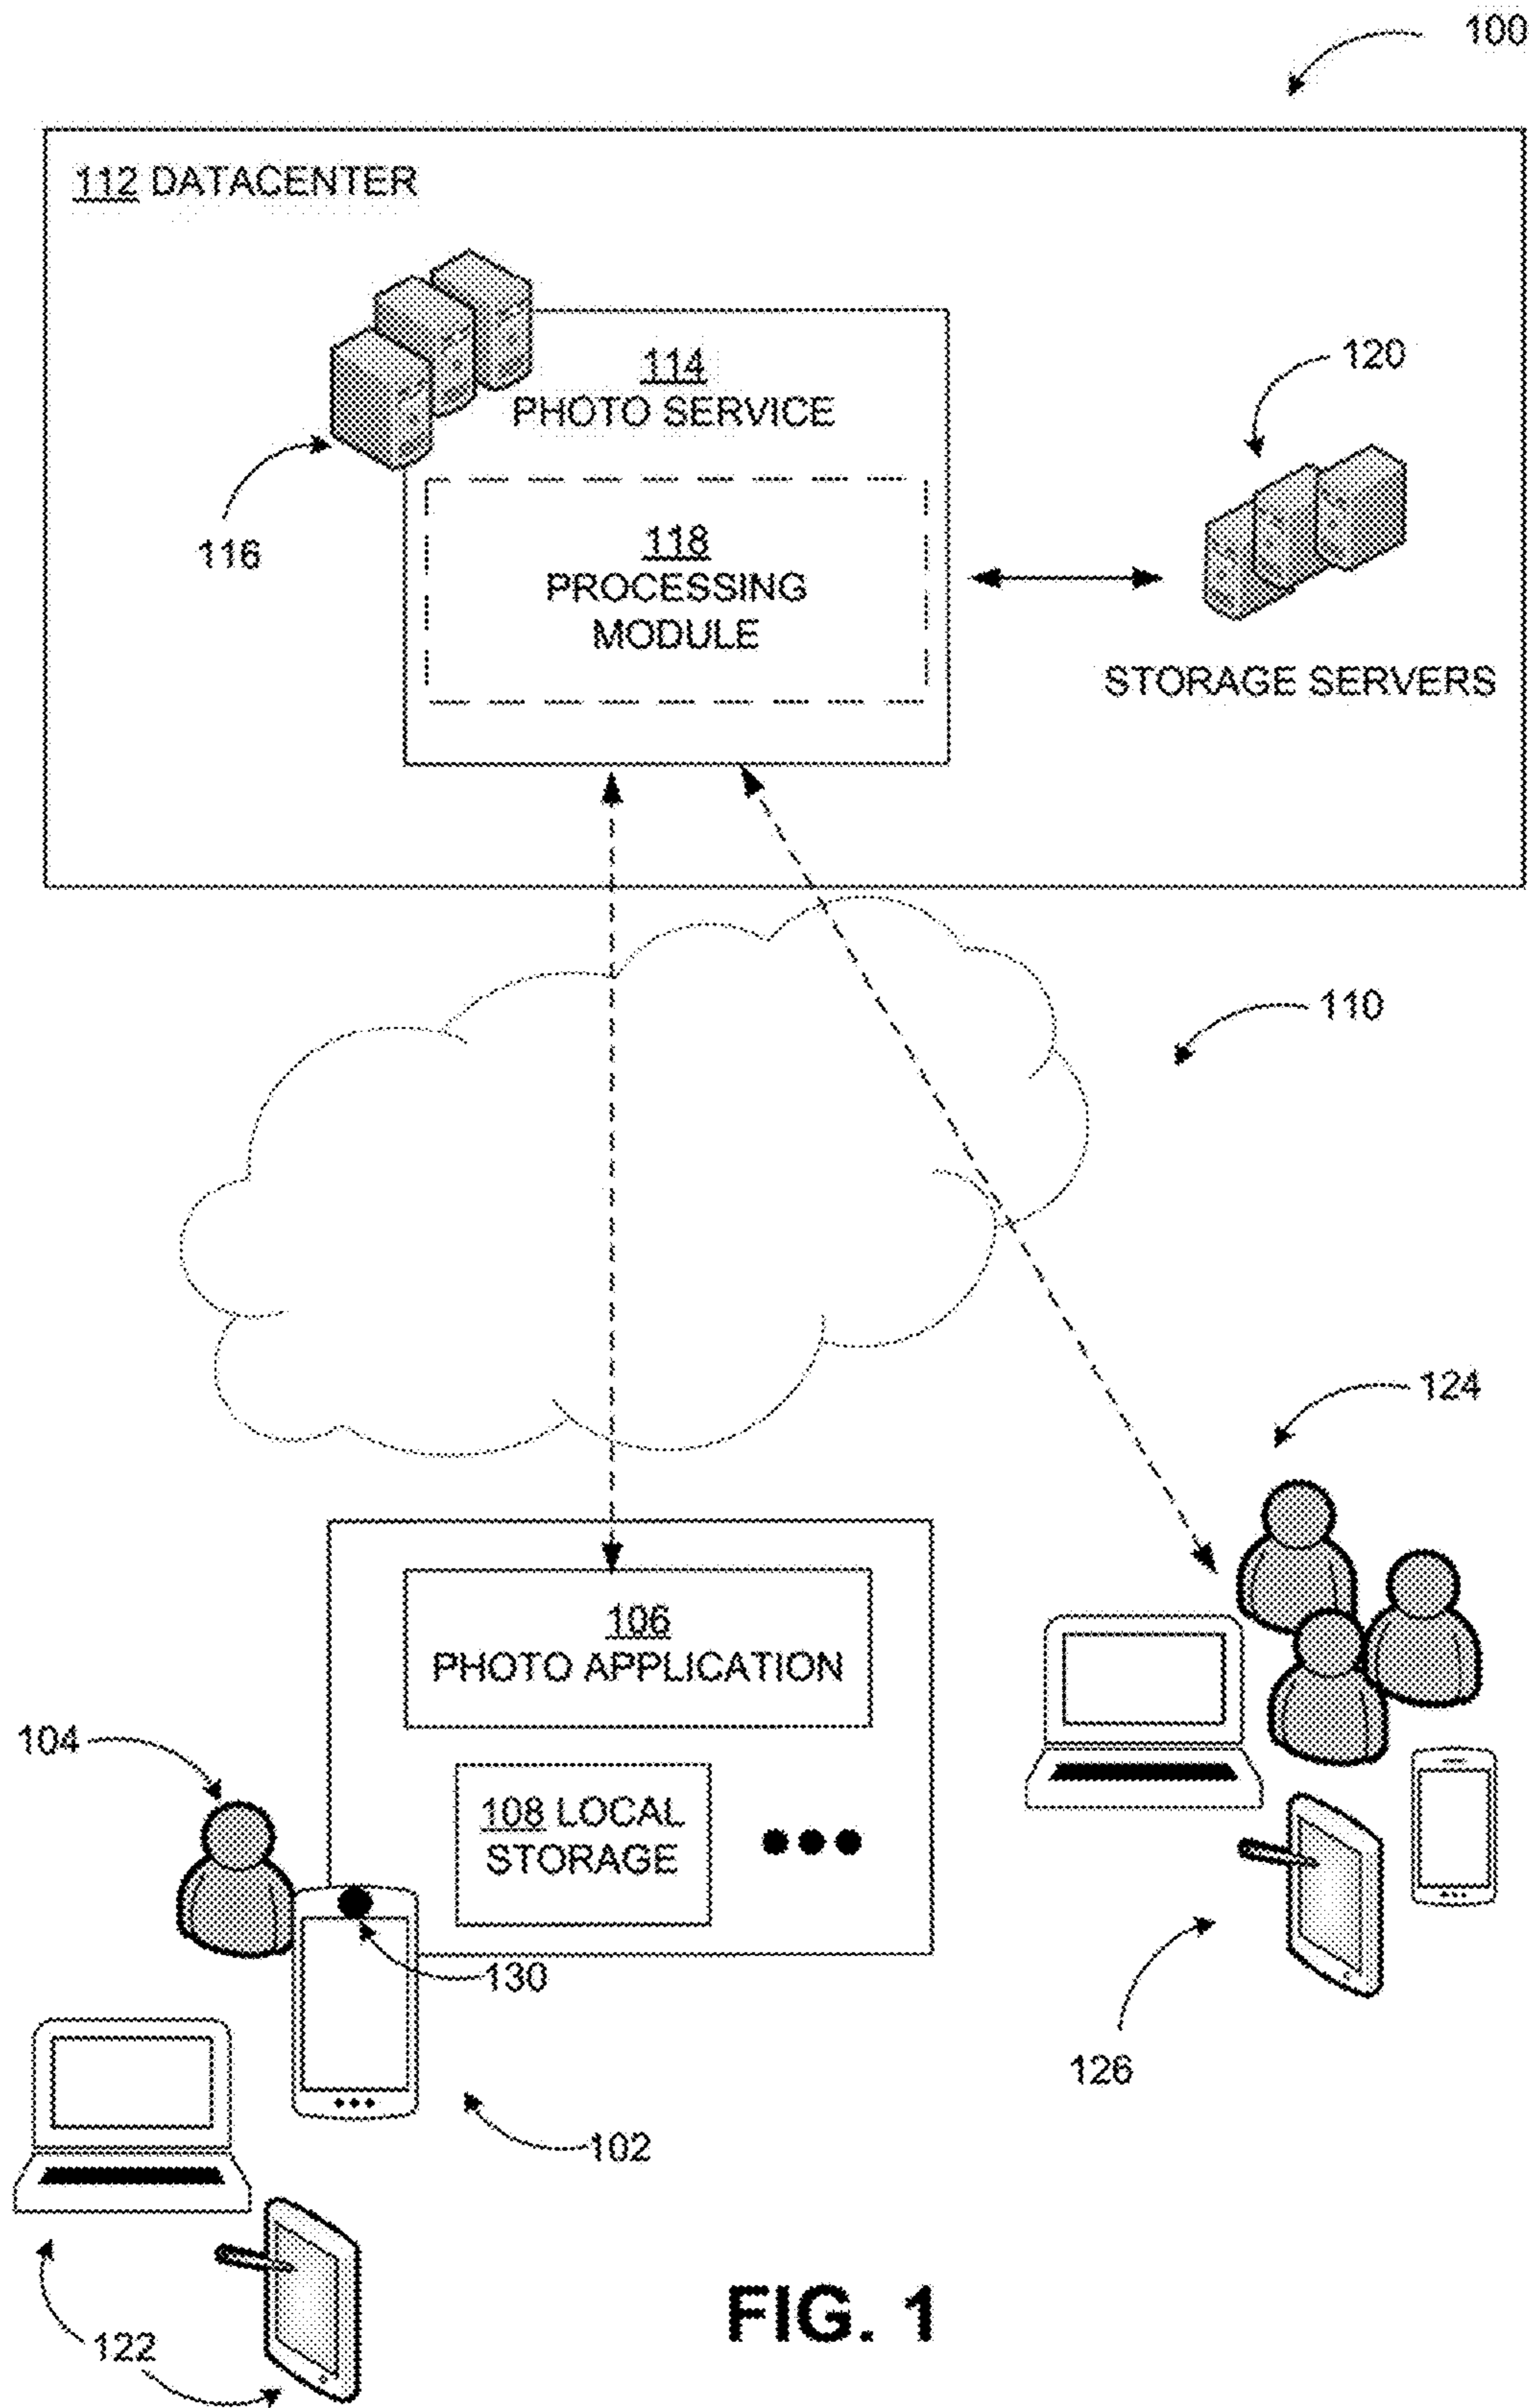 100
112 DATACENTER
114
PHOTO SERVICE
120
116
118
PROCESSING
MODULE
STORAGE SERVERS
110
124
106
PHOTO APPLICATION
104
108 LOCAL
STORAGE
130
126
102
122
FIG. 1